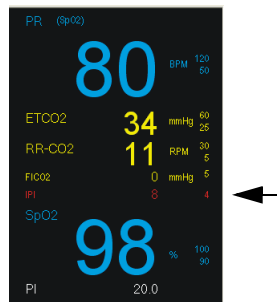 PR (SpO2)
80 BPM 120 50
ETCO2 34 mmHg 60 25
RR-CO2 11 RPM 30 5
FICO2 0 mmHg 5
IPI 8 4
SpO2
98 % 100 90
PI 20.0